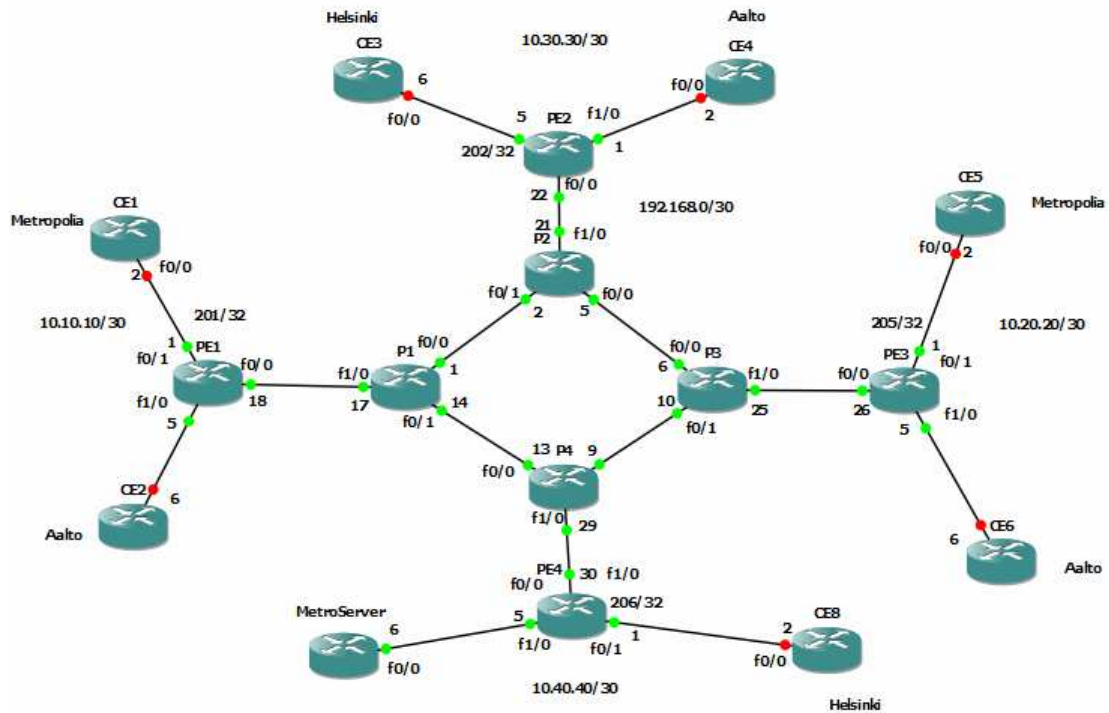 Helsinki
Aalto
10.30.30/30
CE3
CE4
6
f0/0
f0/0
2
5
PE2
f1/0
1
202/32
f0/0
22
192.168.0/30
21
f1/0
P2
CE1
Metropolia
f0/0
2
CE5
Metropolia
f0/0
2
f0/1
2
f0/0
5
10.10.10/30
201/32
1
f0/1
PE1
f0/0
f1/0
18
5
f0/0
P1
1
f1/0
17
14
f0/1
f0/0
P3
6
f1/0
10
25
f0/1
205/32
10.20.20/30
1
PE3
f0/1
f0/0
26
f1/0
5
CE2
6
Aalto
13
P4
9
f0/0
f1/0
29
CE6
6
Aalto
PE4
30
f1/0
f0/0
206/32
MetroServer
6
f0/0
5
f1/0
1
f0/1
CE8
2
f0/0
10.40.40/30
Helsinki